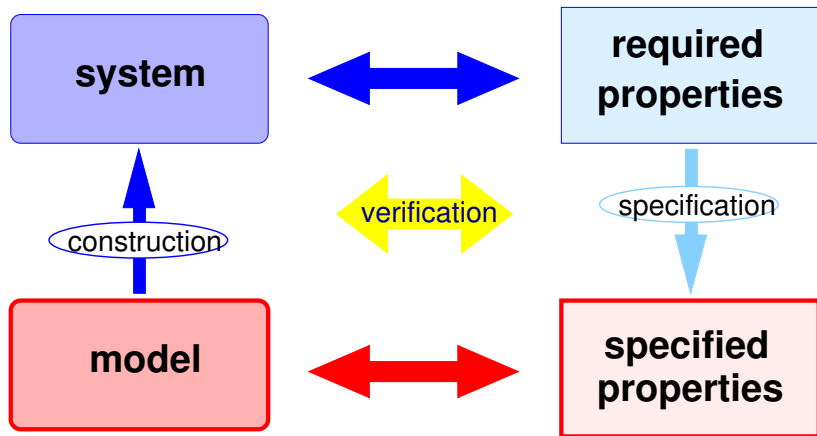 system
required
properties
verification
specification
construction
model
specified
properties